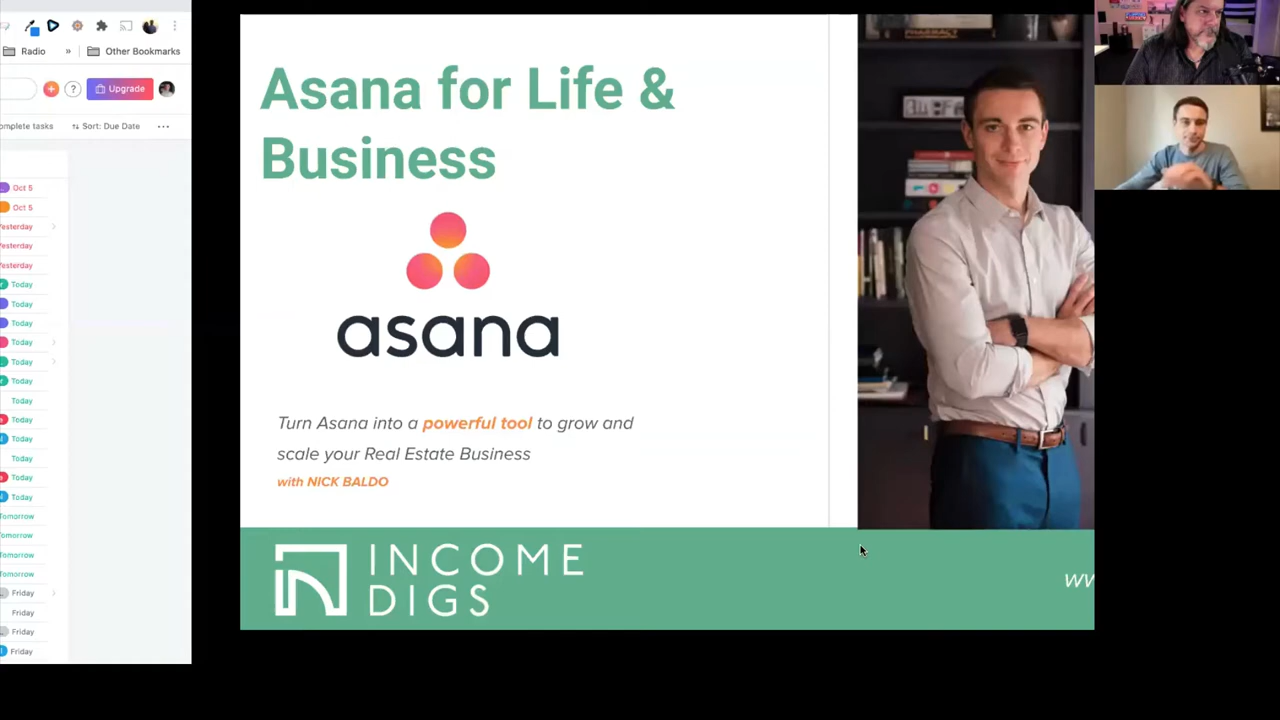 Radio
»
Other Bookmarks
?
Upgrade
omplete tasks
Sort: Due Date
Oct 5
Oct 5
Yesterday
Yesterday
Yesterday
Today
Today
Today
Today
Today
Today
Today
Today
Today
Today
Today
Today
Tomorrow
Tomorrow
Tomorrow
Tomorrow
Friday
Friday
Friday
Friday
Asana for Life &
Business
asana
Turn Asana into a powerful tool to grow and
scale your Real Estate Business
with NICK BALDO
INCOME
DIGS
ww
PHARMACY